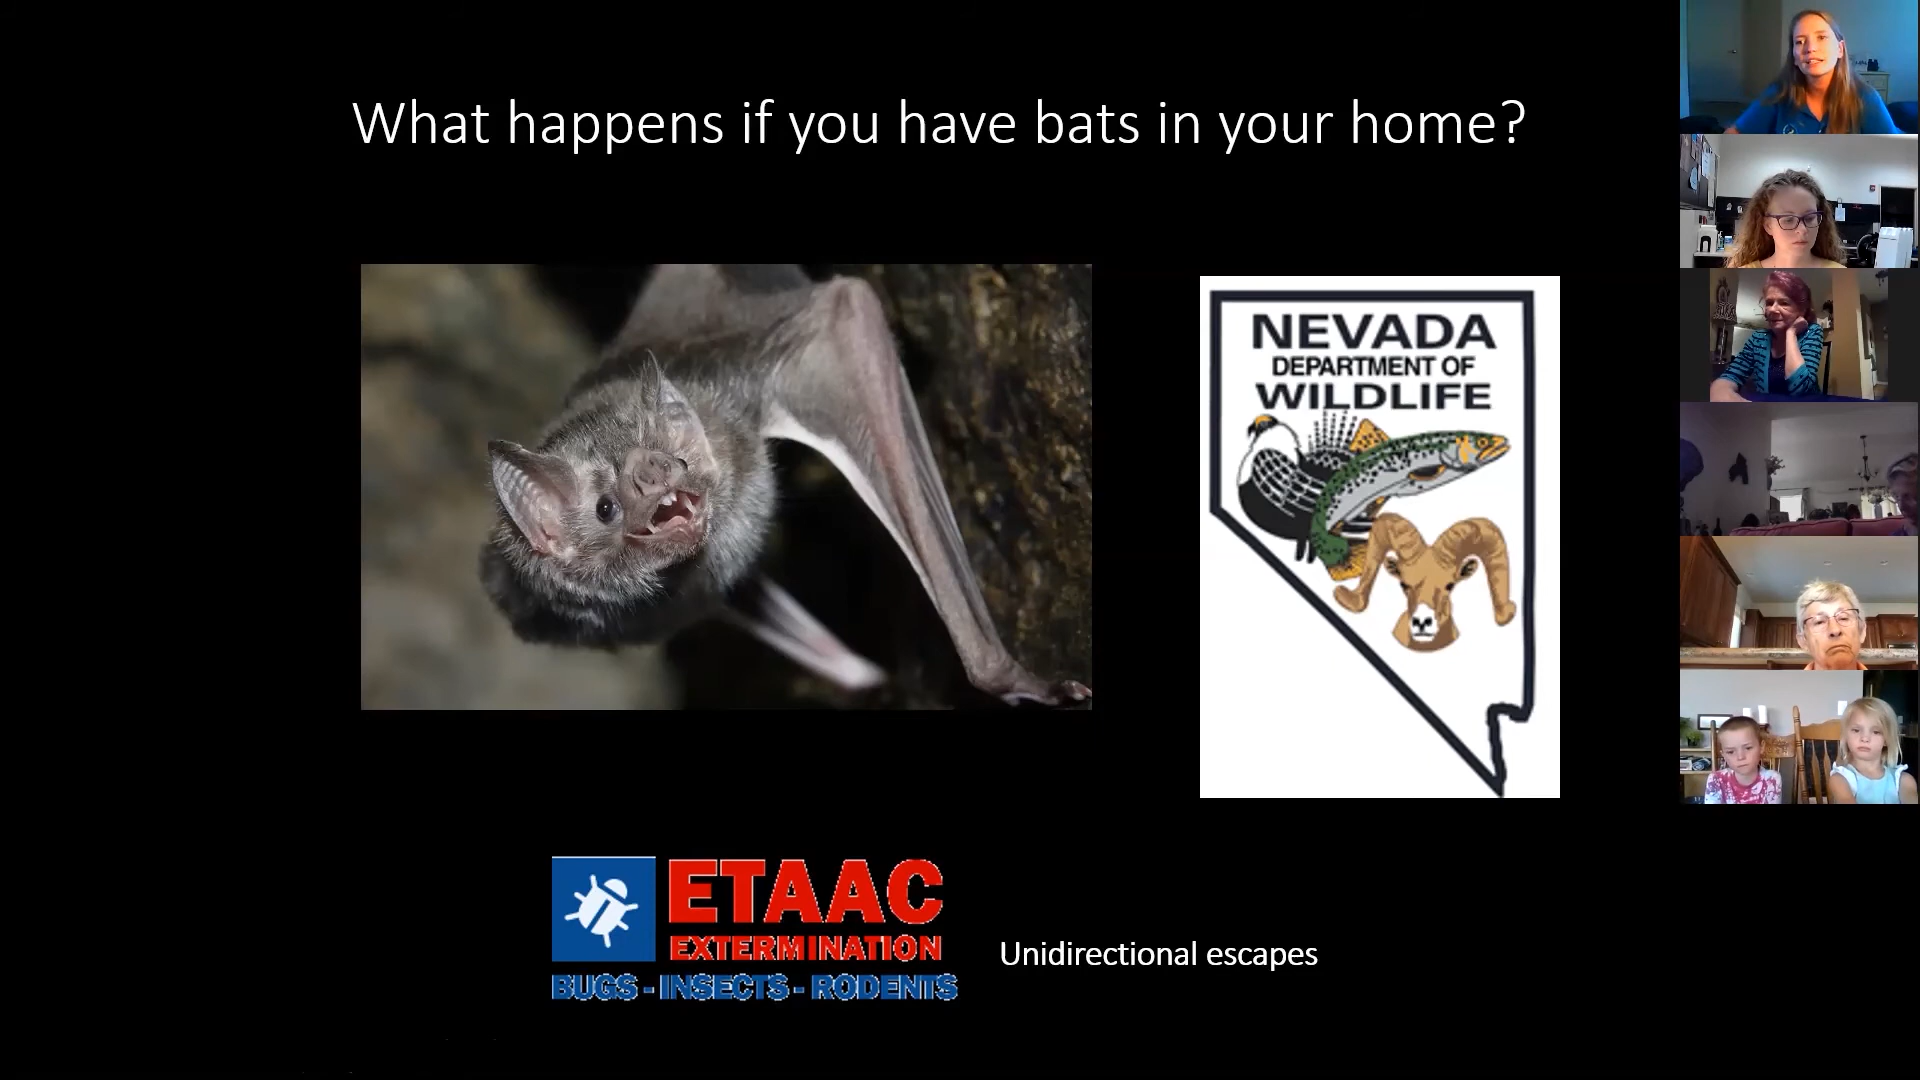 What happens if you have bats in your home?
NEVADA
DEPARTMENT OF
WILDLIFE
ETAAC
EXTERMINATION
BUGS - INSECTS - RODENTS
Unidirectional escapes